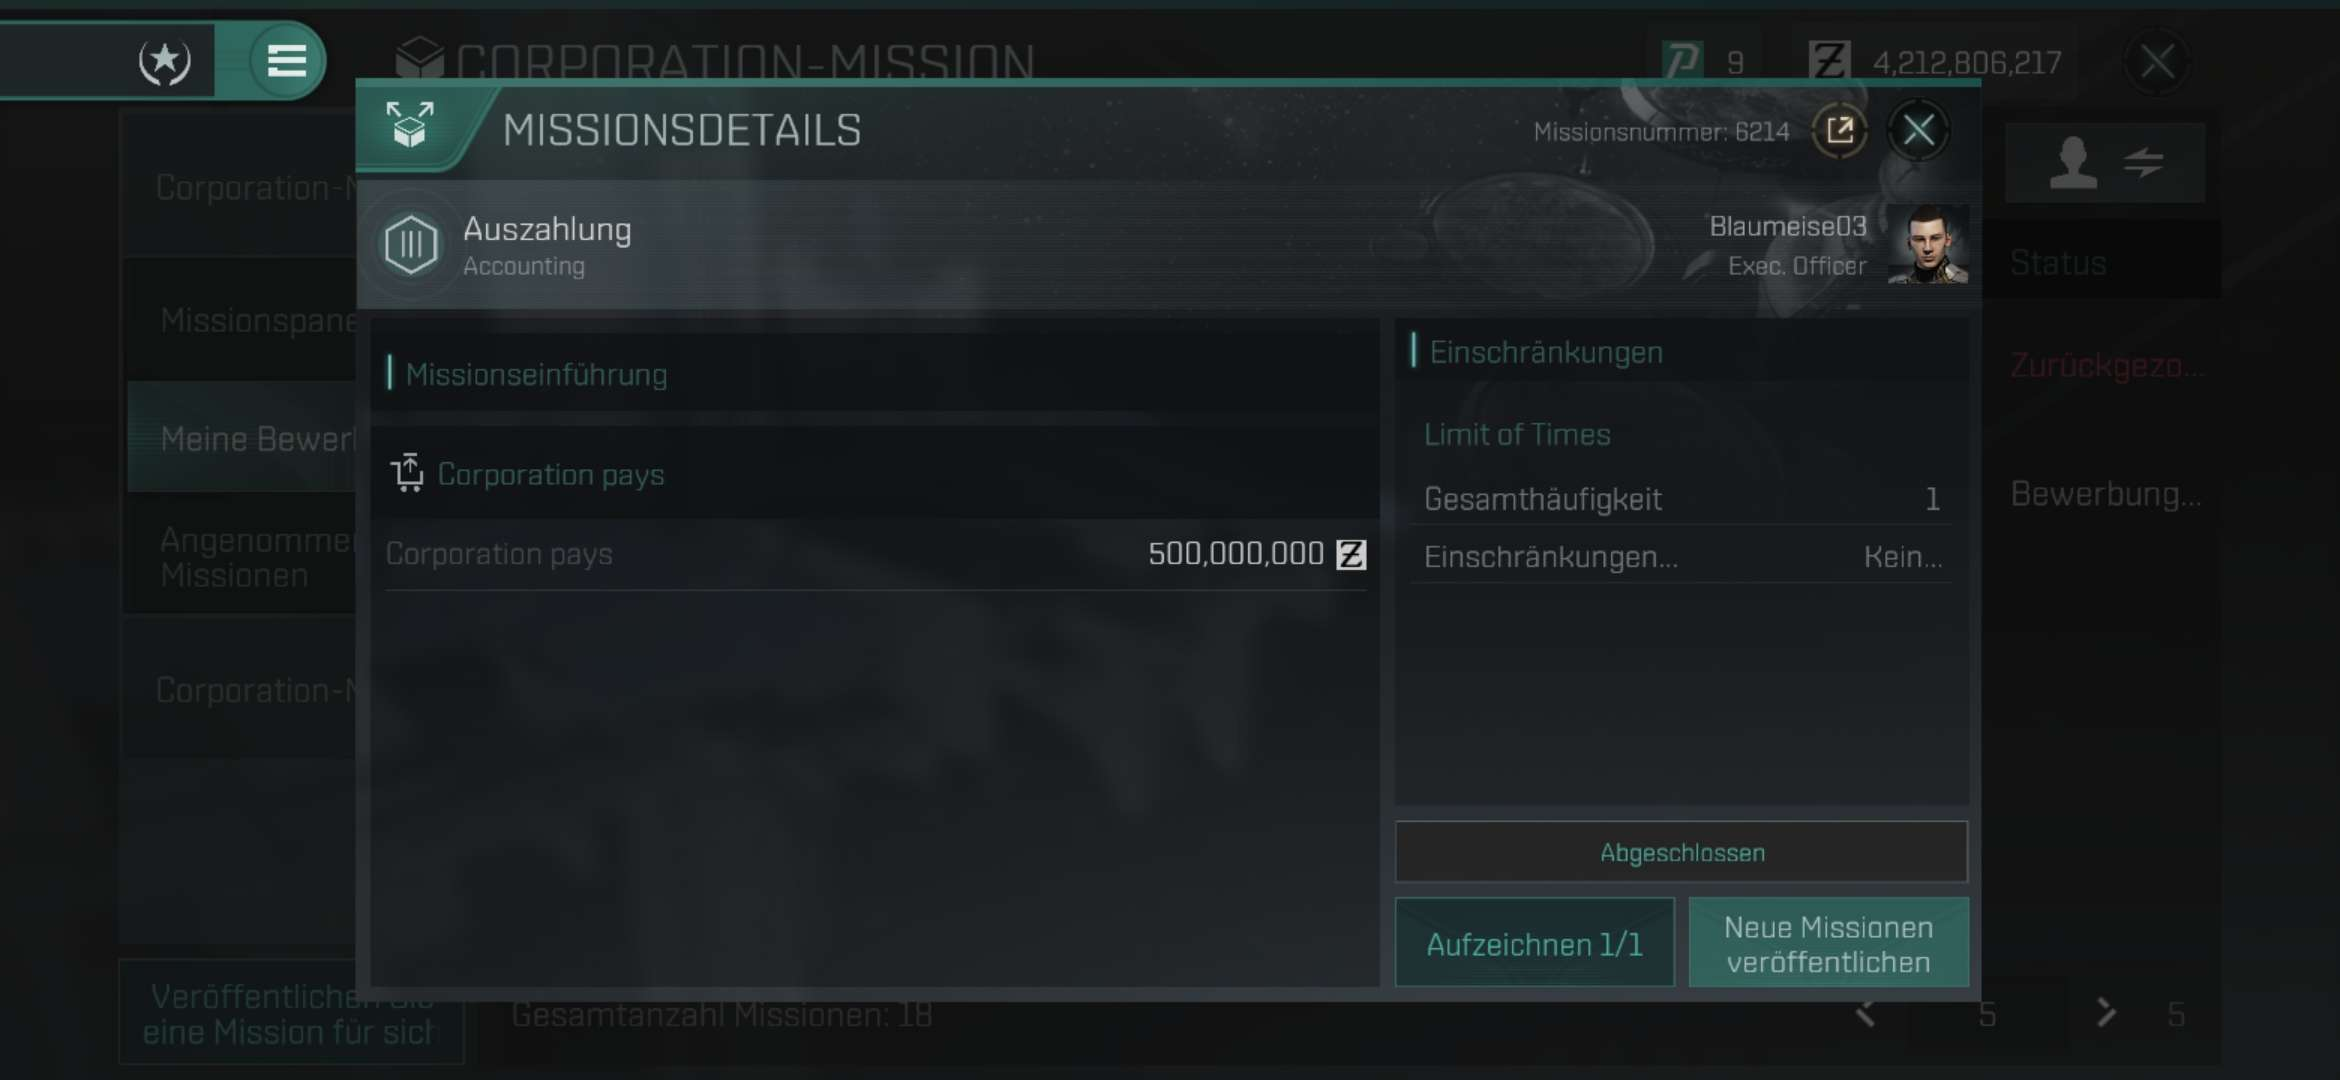 CORPORATION-MISSION
9
4,212,806,217
MISSIONSDETAILS
Missionsnummer: 6214
Corporation-M
Auszahlung
Accounting
Blaumeise03
Exec. Officer
Status
Missionspane
Missionseinführung
Einschränkungen
Zurückgezo...
Meine Bewer
Limit of Times
Corporation pays
Gesamthäufigkeit 1
Bewerbung...
Corporation pays 500,000,000
Einschränkungen... Kein...
Angenommen
Missionen
Corporation-M
Abgeschlossen
Aufzeichnen 1/1
Neue Missionen
veröffentlichen
Veröffentlichen Sie
eine Mission für sich
Gesamtanzahl Missionen: 18
5
5